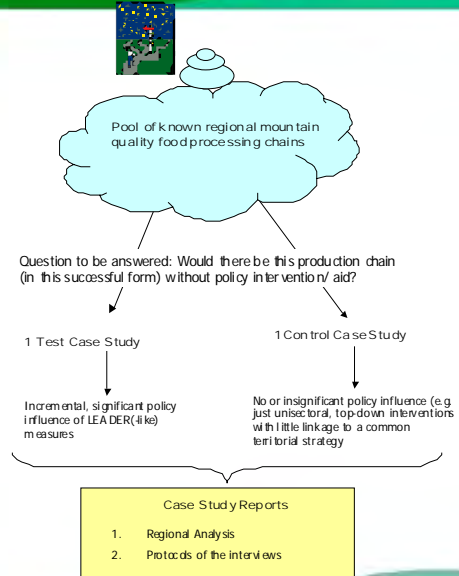 Pool of known regional mountain
quality food processing chains
Question to be answered: Would there be this production chain
(in this successful form) without policy intervention/ aid?
1 Test Case Study
1 Control Case Study
Incremental, significant policy
influence of LEADER(-like)
measures
No or insignificant policy influence (e.g.
just unisectoral, top-down interventions
with little linkage to a common
territorial strategy
Case Study Reports
1. Regional Analysis
2. Protocols of the interviews